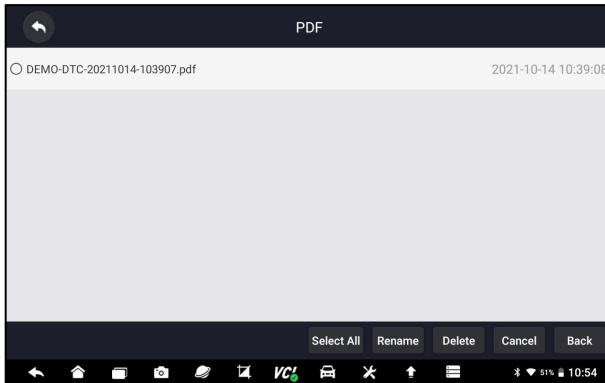 PDF
DEMO-DTC-20211014-103907.pdf 2021-10-14 10:39:08
Select All Rename Delete Cancel Back
VCI 51% 10:54